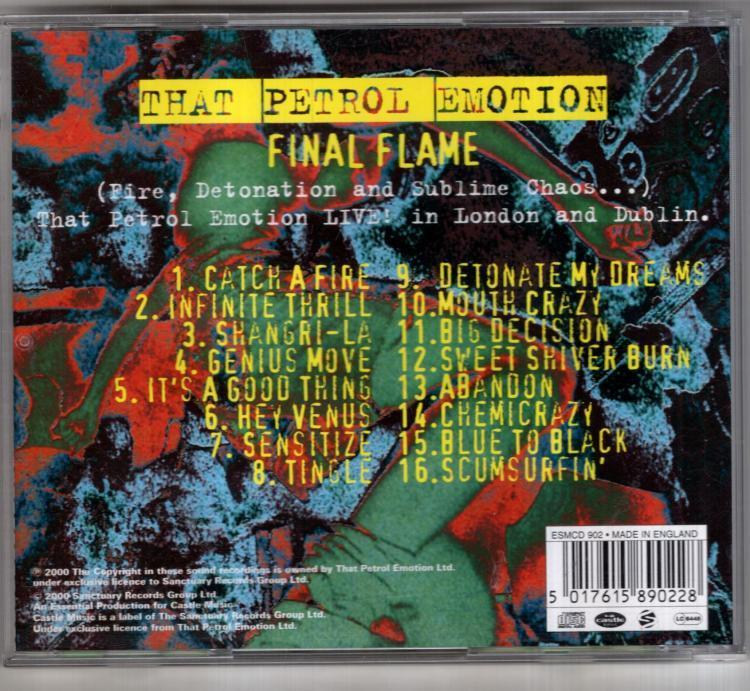 THAT PETROL EMOTION
FINAL FLAME
(Fire, Detonation and Sublime Chaos...)
That Petrol Emotion LIVE! in London and Dublin.
1. CATCH A FIRE
2. INFINITE THRILL
3. SHANGRI-LA
4. GENIUS MOVE
5. IT'S A GOOD THING
6. HEY VENUS
7. SENSITIZE
8. TINGLE
9. DETONATE MY DREAMS
10. MOUTH CRAZY
11. BIG DECISION
12. SWEET SHIVER BURN
13. ABANDON
14. CHEMICRAZY
15. BLUE TO BLACK
16. SCUMSURFIN'
℗ 2000 The Copyright in these sound recordings is owned by That Petrol Emotion Ltd.
under exclusive licence to Sanctuary Records Group Ltd.
© 2000 Sanctuary Records Group Ltd.
An Essential Production for Castle Music.
Castle Music is a label of The Sanctuary Records Group Ltd.
Under exclusive licence from That Petrol Emotion Ltd.
ESMCD 902 • MADE IN ENGLAND
5 017615 890228
castle
LC 6448